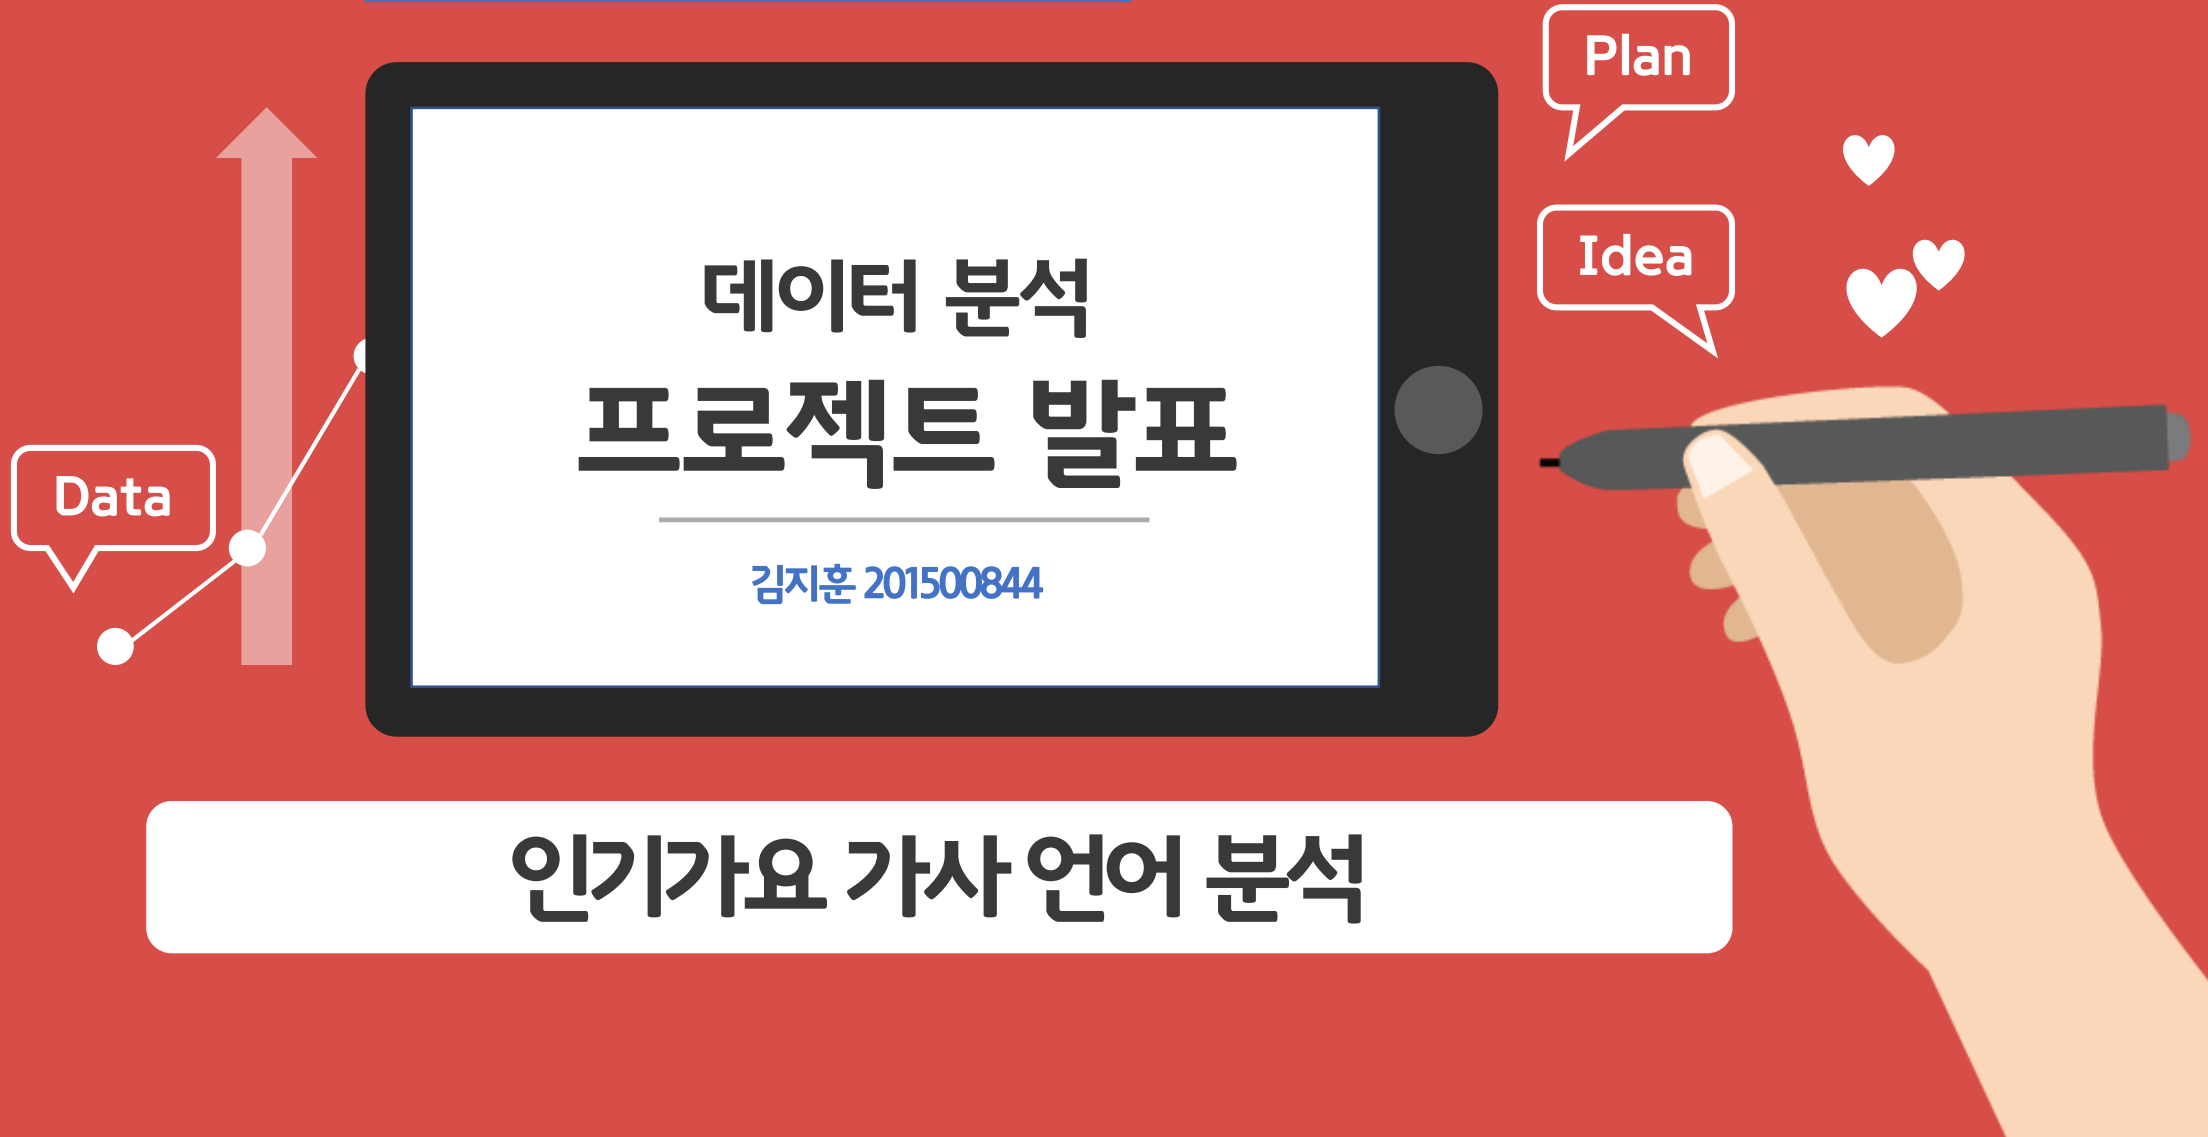 Plan
Idea
Data
데이터 분석
프로젝트 발표
김지훈 201500844
인기가요 가사 언어 분석